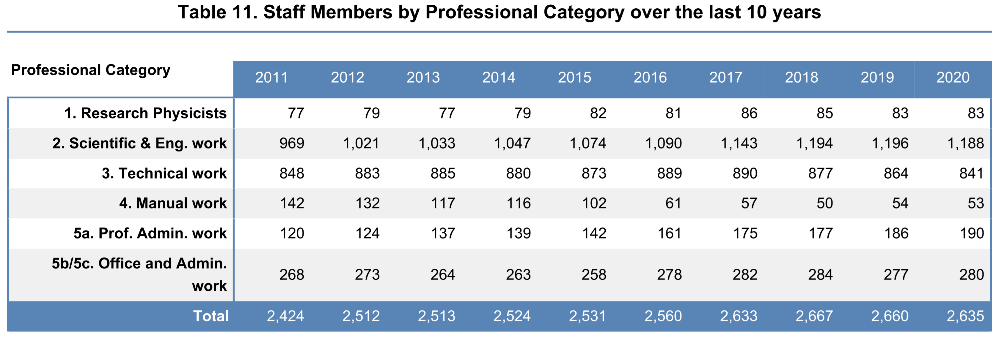 Table 11. Staff Members by Professional Category over the last 10 years
Professional Category 2011 2012 2013 2014 2015 2016 2017 2018 2019 2020
1. Research Physicists 77 79 77 79 82 81 86 85 83 83
2. Scientific & Eng. work 969 1,021 1,033 1,047 1,074 1,090 1,143 1,194 1,196 1,188
3. Technical work 848 883 885 880 873 889 890 877 864 841
4. Manual work 142 132 117 116 102 61 57 50 54 53
5a. Prof. Admin. work 120 124 137 139 142 161 175 177 186 190
5b/5c. Office and Admin.
work 268 273 264 263 258 278 282 284 277 280
Total 2,424 2,512 2,513 2,524 2,531 2,560 2,633 2,667 2,660 2,635